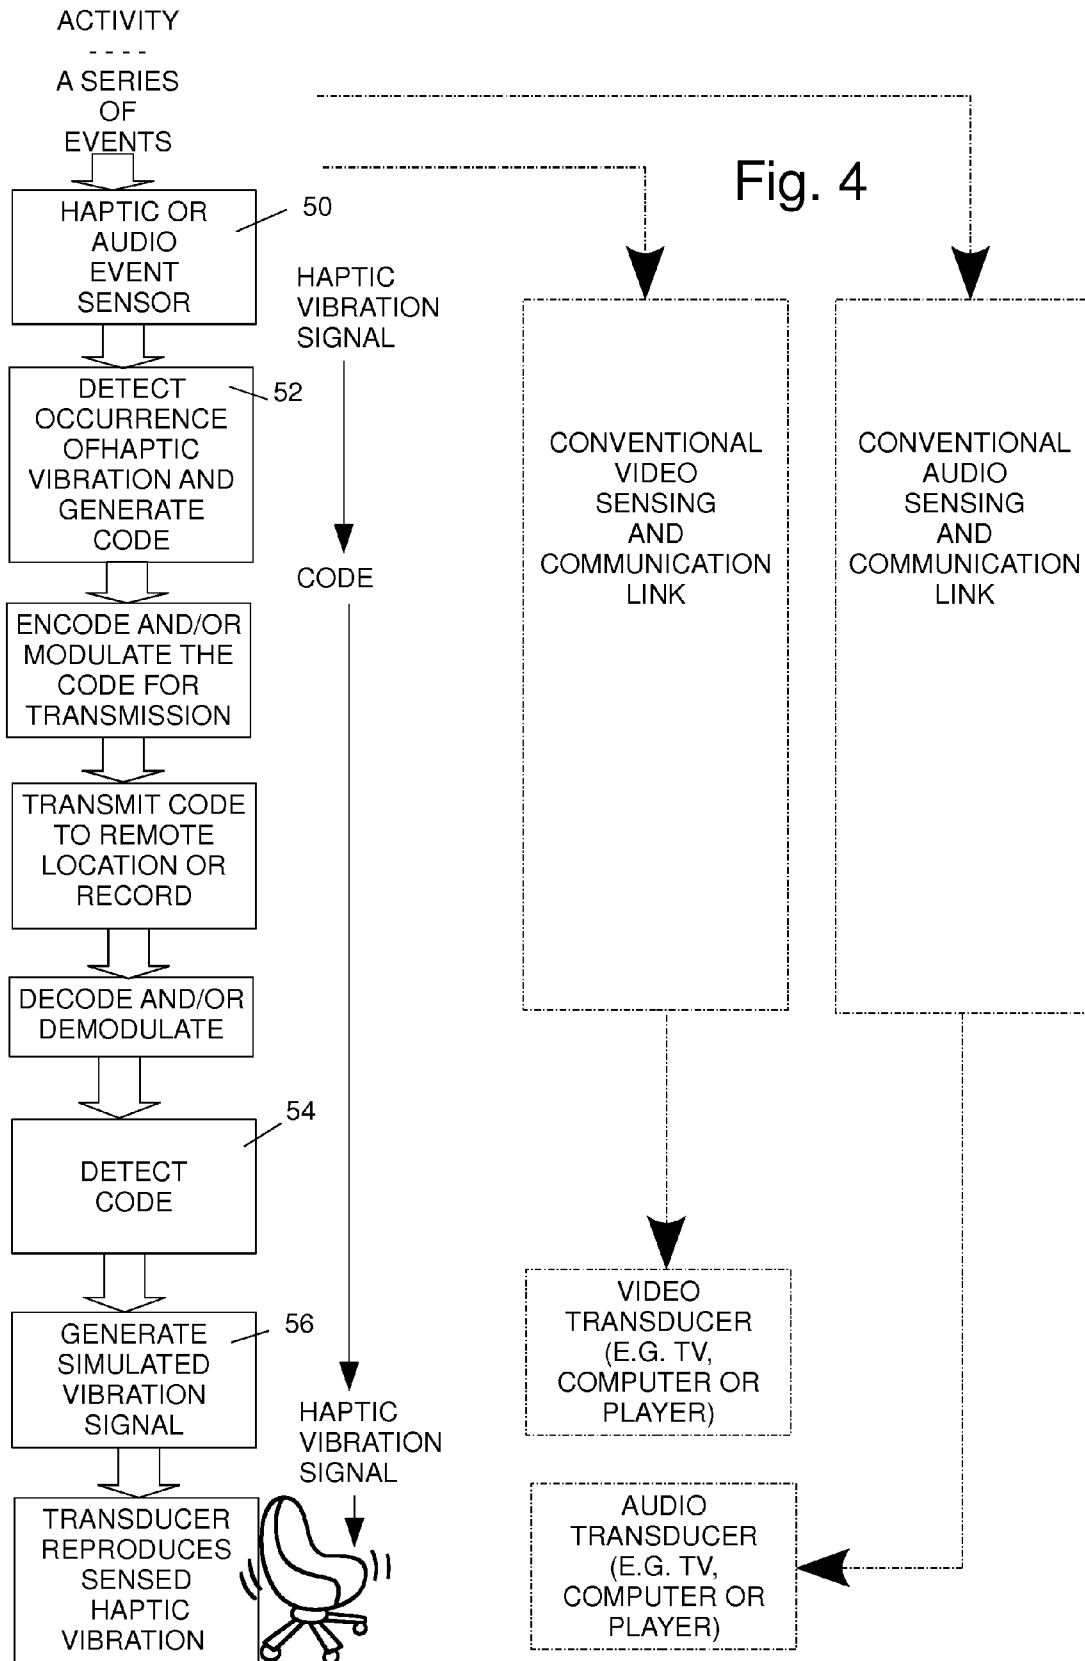 ACTIVITY
- - - -
A SERIES
OF
EVENTS
Fig. 4
HAPTIC OR
AUDIO
EVENT
SENSOR
50
HAPTIC
VIBRATION
SIGNAL
DETECT
OCCURRENCE
OFHAPTIC
VIBRATION AND
GENERATE
CODE
52
CODE
CONVENTIONAL
VIDEO
SENSING
AND
COMMUNICATION
LINK
CONVENTIONAL
AUDIO
SENSING
AND
COMMUNICATION
LINK
ENCODE AND/OR
MODULATE THE
CODE FOR
TRANSMISSION
TRANSMIT CODE
TO REMOTE
LOCATION OR
RECORD
DECODE AND/OR
DEMODULATE
DETECT
CODE
54
GENERATE
SIMULATED
VIBRATION
SIGNAL
56
HAPTIC
VIBRATION
SIGNAL
VIDEO
TRANSDUCER
(E.G. TV,
COMPUTER OR
PLAYER)
TRANSDUCER
REPRODUCES
SENSED
HAPTIC
VIBRATION
AUDIO
TRANSDUCER
(E.G. TV,
COMPUTER OR
PLAYER)